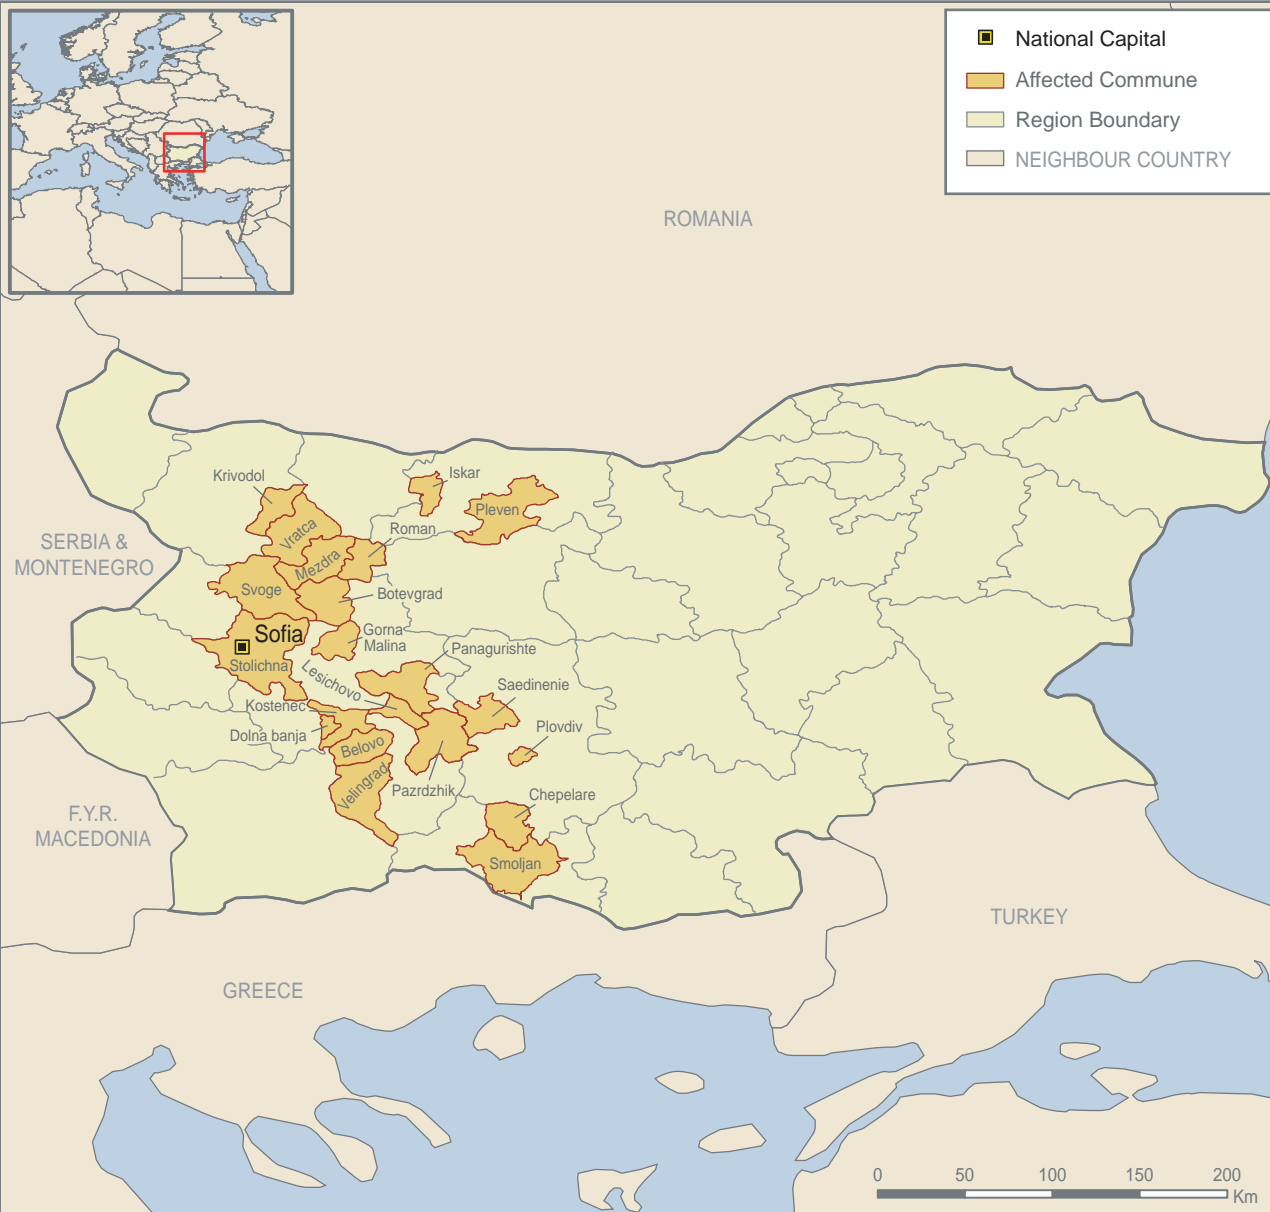 National Capital
Affected Commune
Region Boundary
NEIGHBOUR COUNTRY
ROMANIA
Krivodol
Iskar
Pleven
Vratca
Roman
SERBIA &
MONTENEGRO
Mezdra
Svoge
Botevgrad
Sofia
Gorna
Malina
Stolichna
Panagurishte
Lesichovo
Saedinenie
Kostenec
Dolna banja
Plovdiv
Belovo
Velingrad
Pazrdzhik
Chepelare
F.Y.R.
MACEDONIA
Smoljan
TURKEY
GREECE
0 50 100 150 200
Km